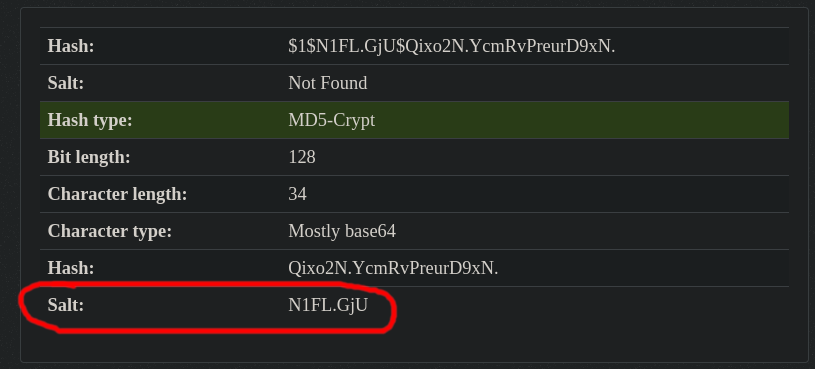 Hash: $1$N1FL.GjU$Qixo2N.YcmRvPreurD9xN.
Salt: Not Found
Hash type: MD5-Crypt
Bit length: 128
Character length: 34
Character type: Mostly base64
Hash: Qixo2N.YcmRvPreurD9xN.
Salt: N1FL.GjU